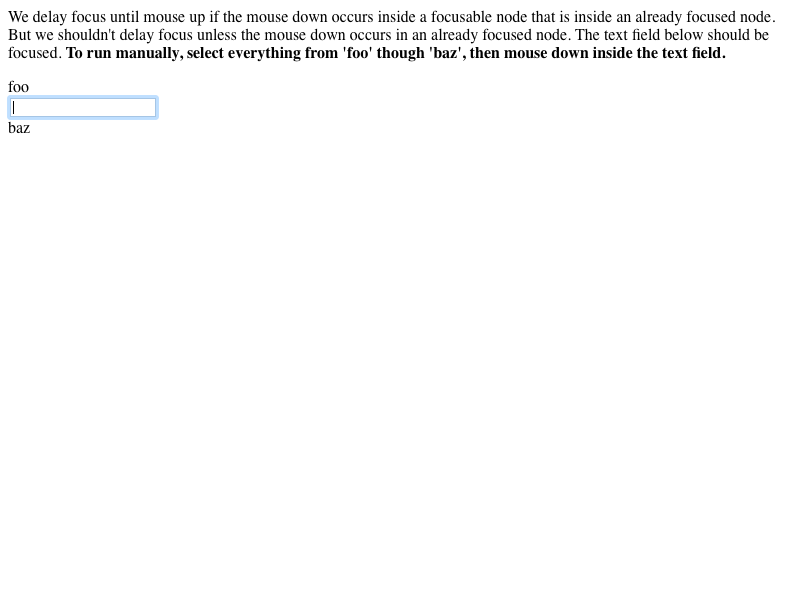 We delay focus until mouse up if the mouse down occurs inside a focusable node that is inside an already focused node.
But we shouldn't delay focus unless the mouse down occurs in an already focused node. The text field below should be
focused. To run manually, select everything from 'foo' though 'baz', then mouse down inside the text field.
foo
baz